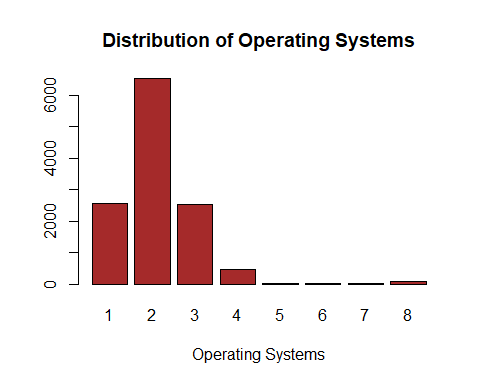 Distribution of Operating Systems
6000
4000
2000
0
1 2 3 4 5 6 7 8
Operating Systems